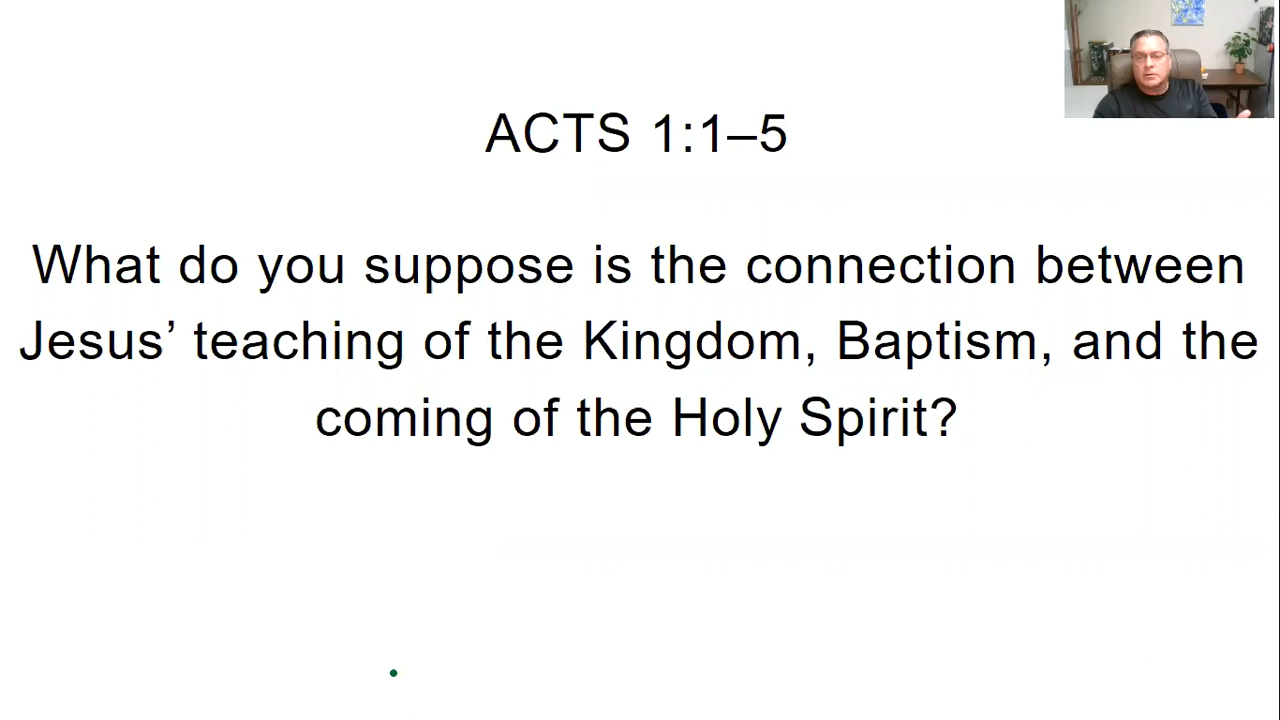 ACTS 1:1–5
What do you suppose is the connection between
Jesus’ teaching of the Kingdom, Baptism, and the
coming of the Holy Spirit?